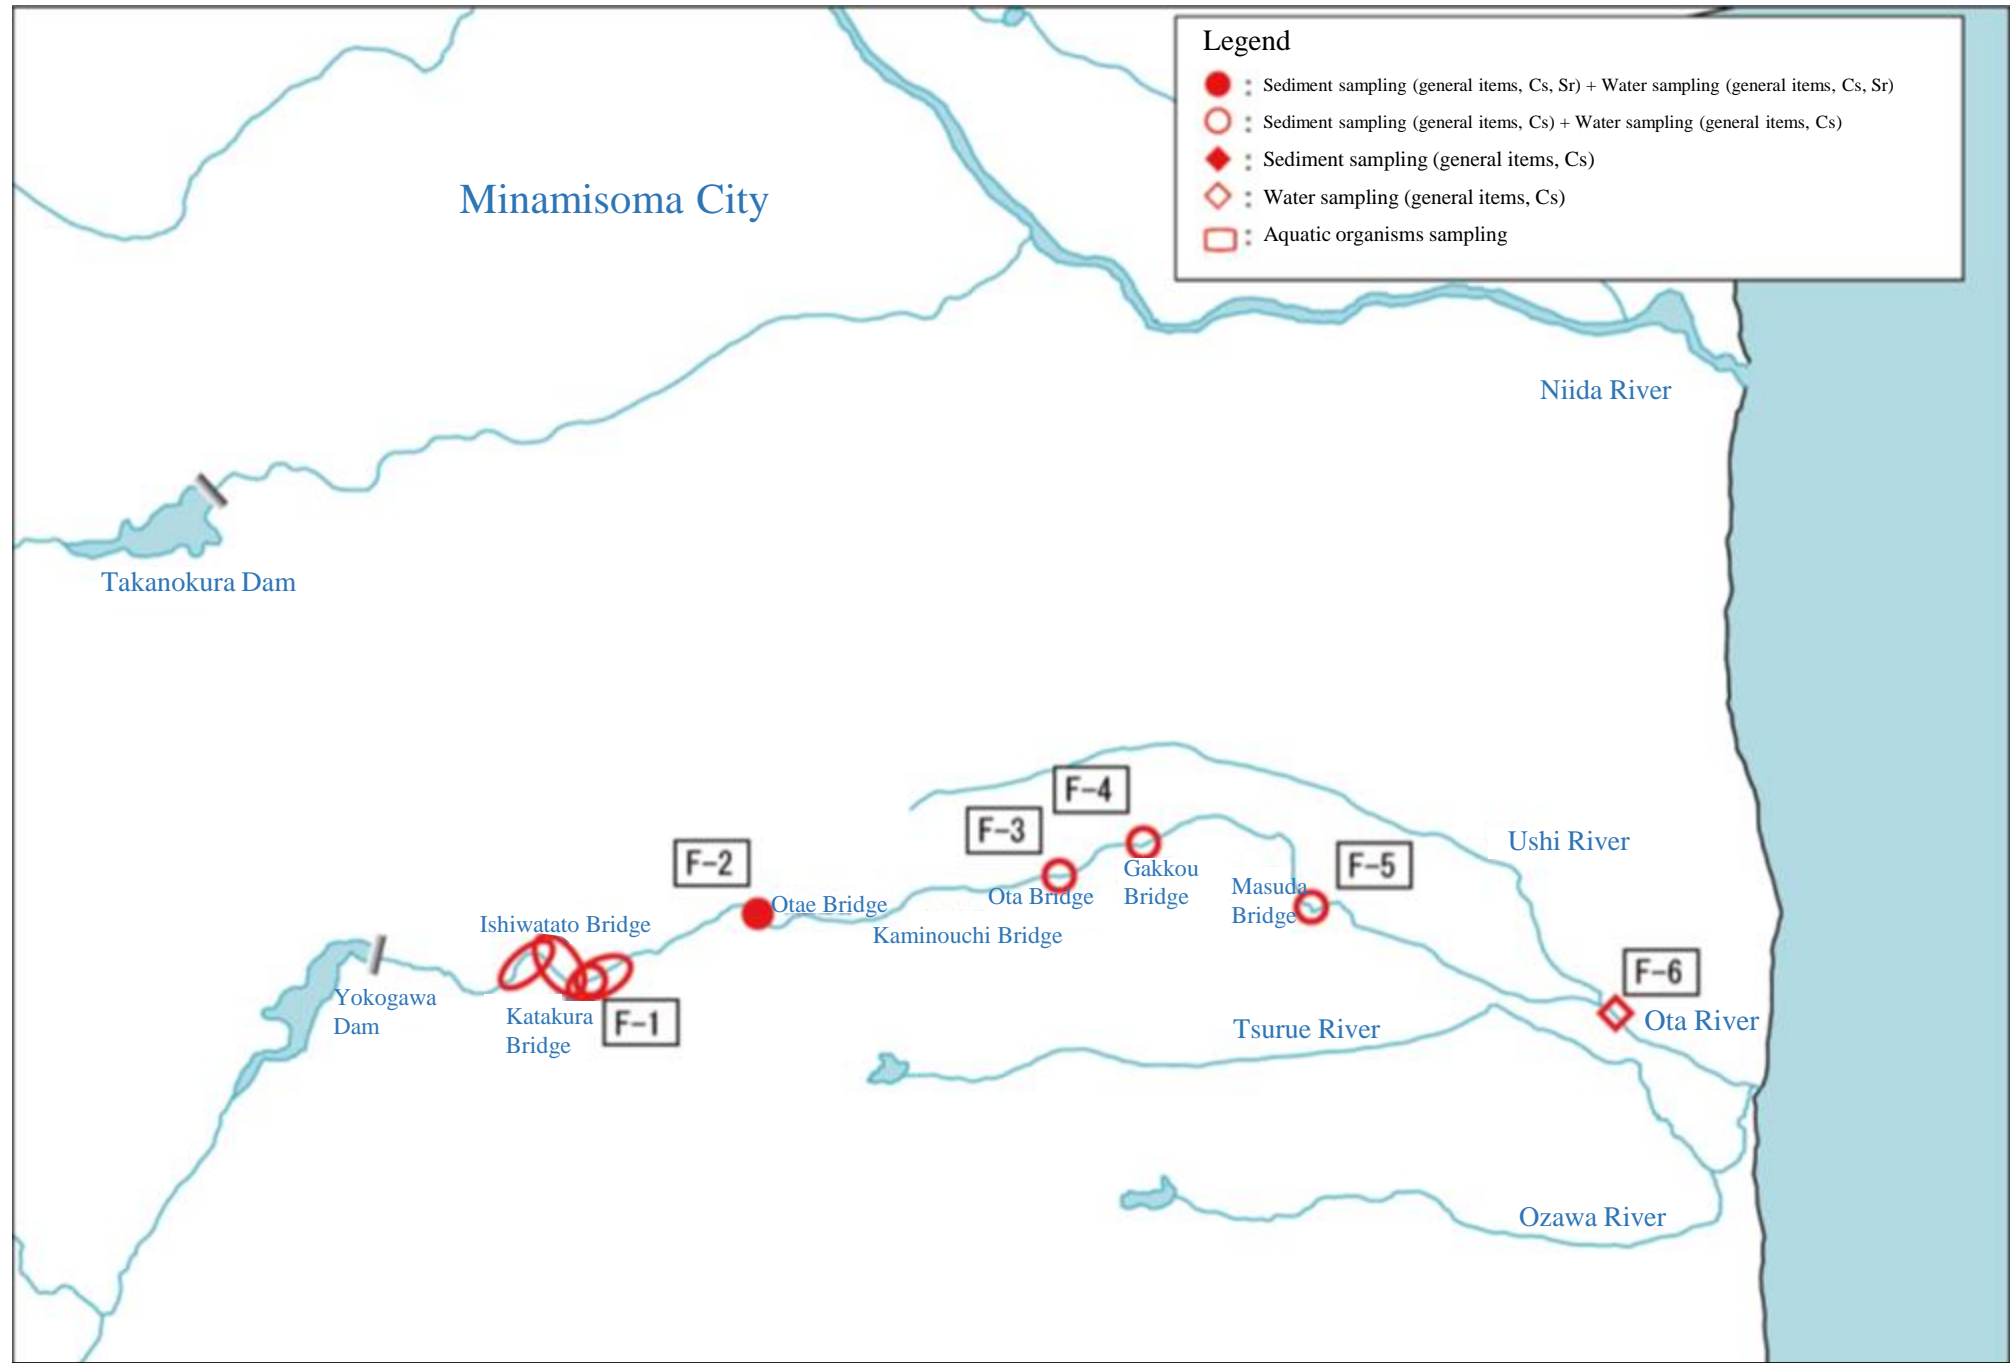 Legend
: Sediment sampling (general items, Cs, Sr) + Water sampling (general items, Cs, Sr)
: Sediment sampling (general items, Cs) + Water sampling (general items, Cs)
: Sediment sampling (general items, Cs)
: Water sampling (general items, Cs)
: Aquatic organisms sampling
Minamisoma City
Niida River
Takanokura Dam
F-4
F-3
F-2
Ushi River
F-5
Gakkou
Bridge
Masuda
Bridge
Ota Bridge
Otae Bridge
Kaminouchi Bridge
Ishiwatato Bridge
F-6
Yokogawa
Dam
Katakura
Bridge
F-1
Tsurue River
Ota River
Ozawa River